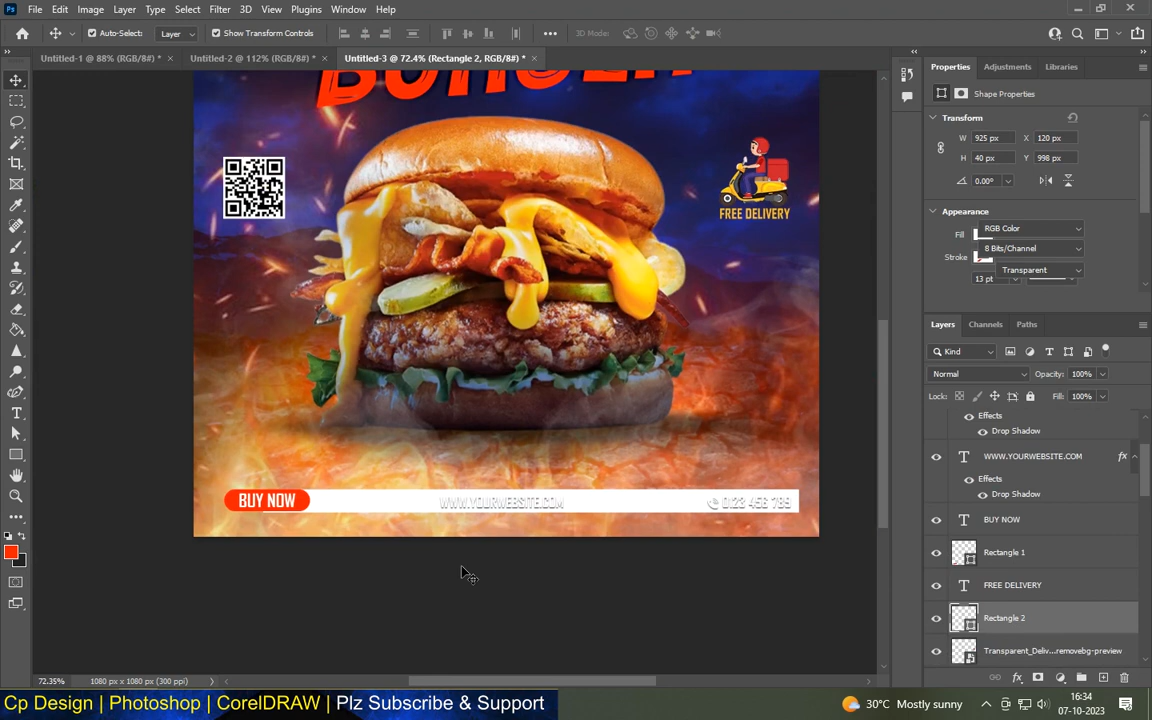 File Edit Image Layer Type Select Filter 3D View Plugins Window Help
Auto-Select: Layer Show Transform Controls 3D Mode:
Untitled-1 @ 88% (RGB/8#) * Untitled-2 @ 112% (RGB/8#) * Untitled-3 @ 72.4% (Rectangle 2, RGB/8#) *
Properties Adjustments Libraries
Shape Properties
Transform
W 925 px X 120 px
H 40 px Y 998 px
0.00°
Appearance
Fill RGB Color
8 Bits/Channel
Stroke
Transparent
13 pt
BURGER
FREE DELIVERY
BUY NOW WWW.YOURWEBSITE.COM 0123 456 789
Layers Channels Paths
Kind
Normal Opacity: 100%
Lock: Fill: 100%
Effects
Drop Shadow
WWW.YOURWEBSITE.COM fx
Effects
Drop Shadow
BUY NOW
Rectangle 1
FREE DELIVERY
Rectangle 2
Transparent_Deliv...removebg-preview
72.35% 1080 px x 1080 px (300 ppi)
Cp Design | Photoshop | CorelDRAW | Plz Subscribe & Support
30°C Mostly sunny
16:34
07-10-2023